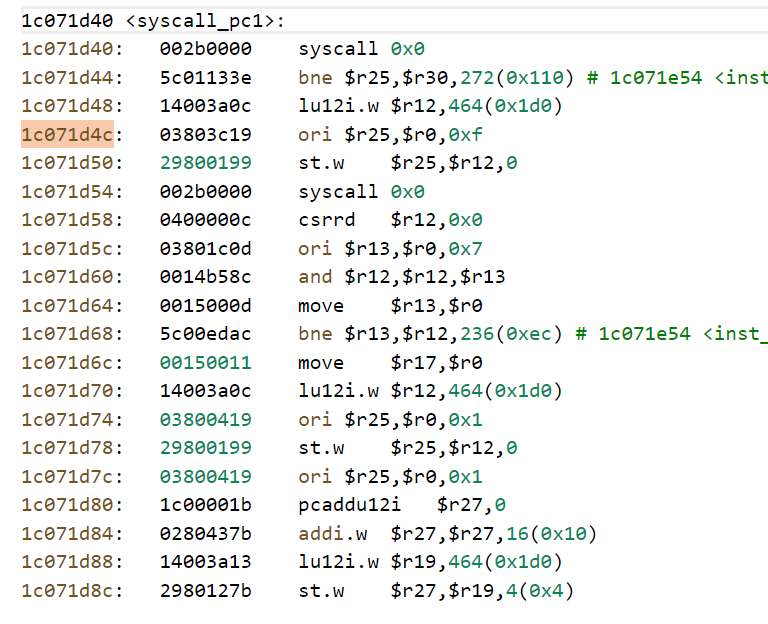 1c071d40 <syscall_pc1>:
1c071d40: 002b0000 syscall 0x0
1c071d44: 5c01133e bne $r25,$r30,272(0x110) # 1c071e54 <inst
1c071d48: 14003a0c lu12i.w $r12,464(0x1d0)
1c071d4c: 03803c19 ori $r25,$r0,0xf
1c071d50: 29800199 st.w $r25,$r12,0
1c071d54: 002b0000 syscall 0x0
1c071d58: 0400000c csrrd $r12,0x0
1c071d5c: 03801c0d ori $r13,$r0,0x7
1c071d60: 0014b58c and $r12,$r12,$r13
1c071d64: 0015000d move $r13,$r0
1c071d68: 5c00edac bne $r13,$r12,236(0xec) # 1c071e54 <inst_
1c071d6c: 00150011 move $r17,$r0
1c071d70: 14003a0c lu12i.w $r12,464(0x1d0)
1c071d74: 03800419 ori $r25,$r0,0x1
1c071d78: 29800199 st.w $r25,$r12,0
1c071d7c: 03800419 ori $r25,$r0,0x1
1c071d80: 1c00001b pcaddu12i $r27,0
1c071d84: 0280437b addi.w $r27,$r27,16(0x10)
1c071d88: 14003a13 lu12i.w $r19,464(0x1d0)
1c071d8c: 2980127b st.w $r27,$r19,4(0x4)